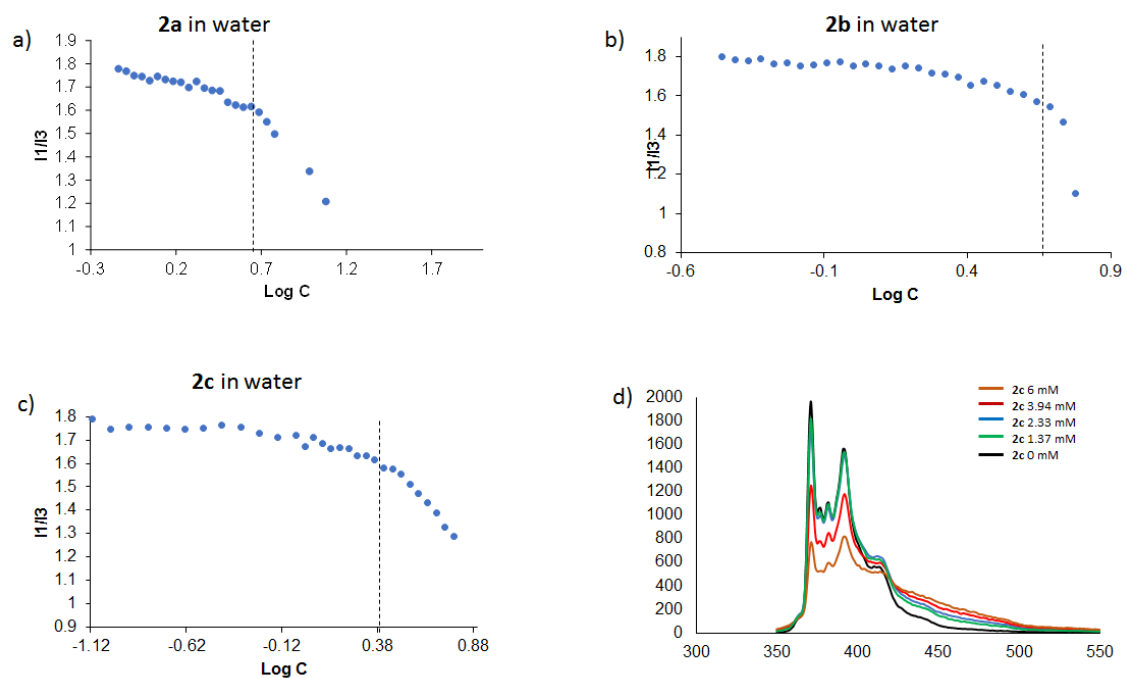 2a in water
a)
1.9
1.8
1.7
1.6
1.5
1.4
1.3
1.2
1.1
1
I1/I3
-0.3 0.2 0.7 1.2 1.7
Log C
2b in water
b)
1.8
1.6
1.4
1.2
1
0.8
I1/I3
-0.6 -0.1 0.4 0.9
Log C
2c in water
c)
1.8
1.7
1.6
1.5
1.4
1.3
1.2
1.1
1
0.9
I1/I3
-1.12 -0.62 -0.12 0.38 0.88
Log C
d)
2000
1800
1600
1400
1200
1000
800
600
400
200
0
300 350 400 450 500 550
2c 6 mM
2c 3.94 mM
2c 2.33 mM
2c 1.37 mM
2c 0 mM